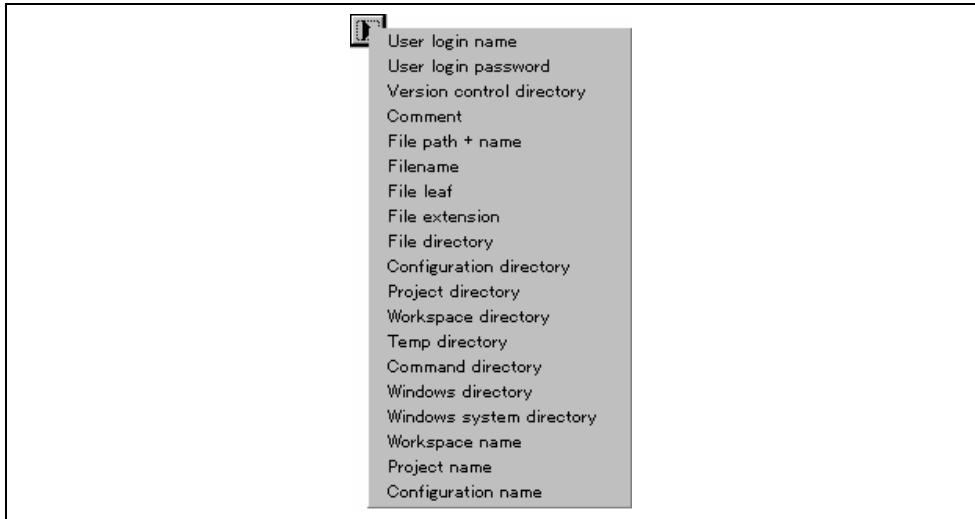 User login name
User login password
Version control directory
Comment
File path + name
Filename
File leaf
File extension
File directory
Configuration directory
Project directory
Workspace directory
Temp directory
Command directory
Windows directory
Windows system directory
Workspace name
Project name
Configuration name